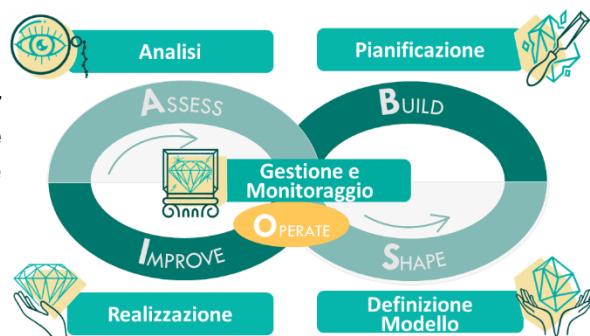 Analisi
Pianificazione
ASSESS
BUILD
Gestione e
Monitoraggio
OPERATE
IMPROVE
SHAPE
Realizzazione
Definizione
Modello